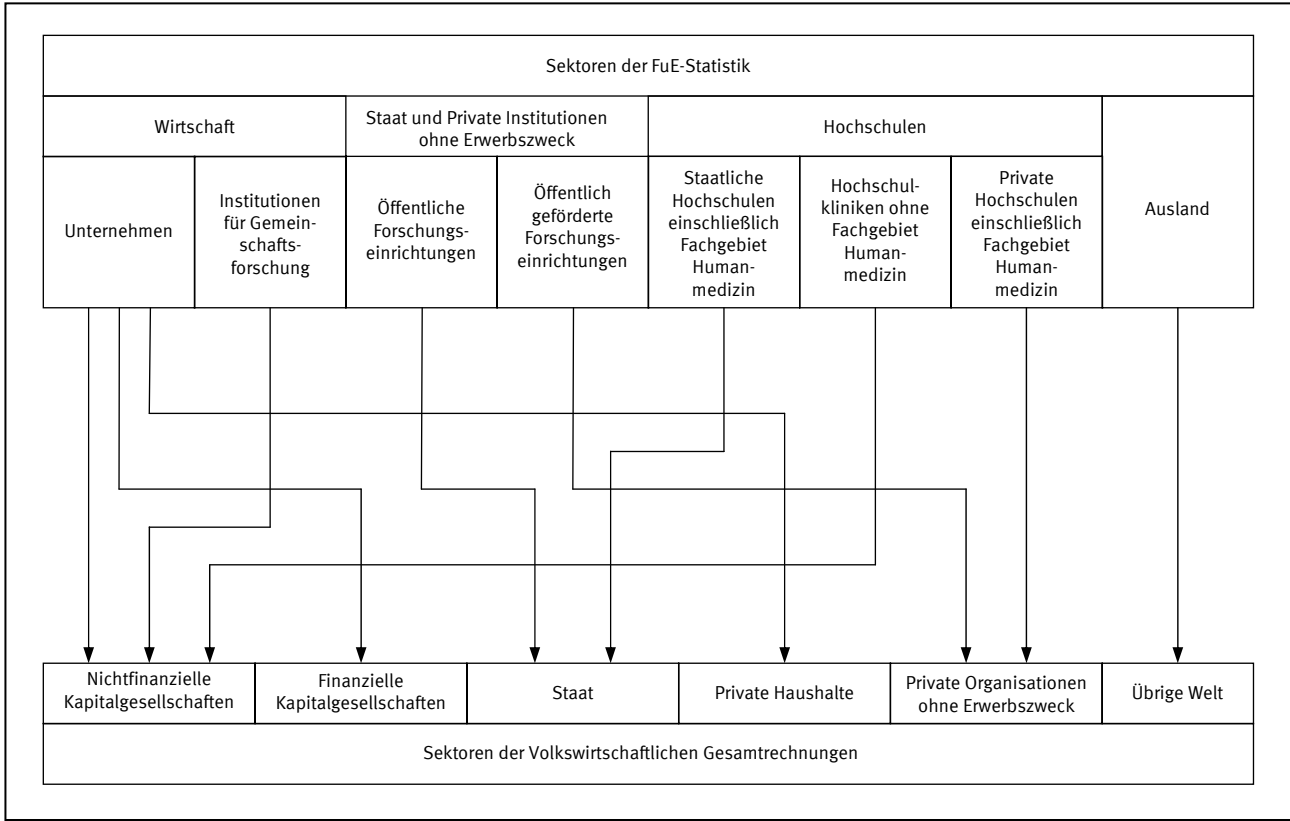 Sektoren der FuE-Statistik
Wirtschaft
Staat und Private Institutionen
ohne Erwerbszweck
Hochschulen
Ausland
Unternehmen
Institutionen
für Gemein-
schafts-
forschung
Öffentliche
Forschungs-
einrichtungen
Öffentlich
geförderte
Forschungs-
einrichtungen
Staatliche
Hochschulen
einschließlich
Fachgebiet
Human-
medizin
Hochschul-
kliniken ohne
Fachgebiet
Human-
medizin
Private
Hochschulen
einschließlich
Fachgebiet
Human-
medizin
Nichtfinanzielle
Kapitalgesellschaften
Finanzielle
Kapitalgesellschaften
Staat
Private Haushalte
Private Organisationen
ohne Erwerbszweck
Übrige Welt
Sektoren der Volkswirtschaftlichen Gesamtrechnungen